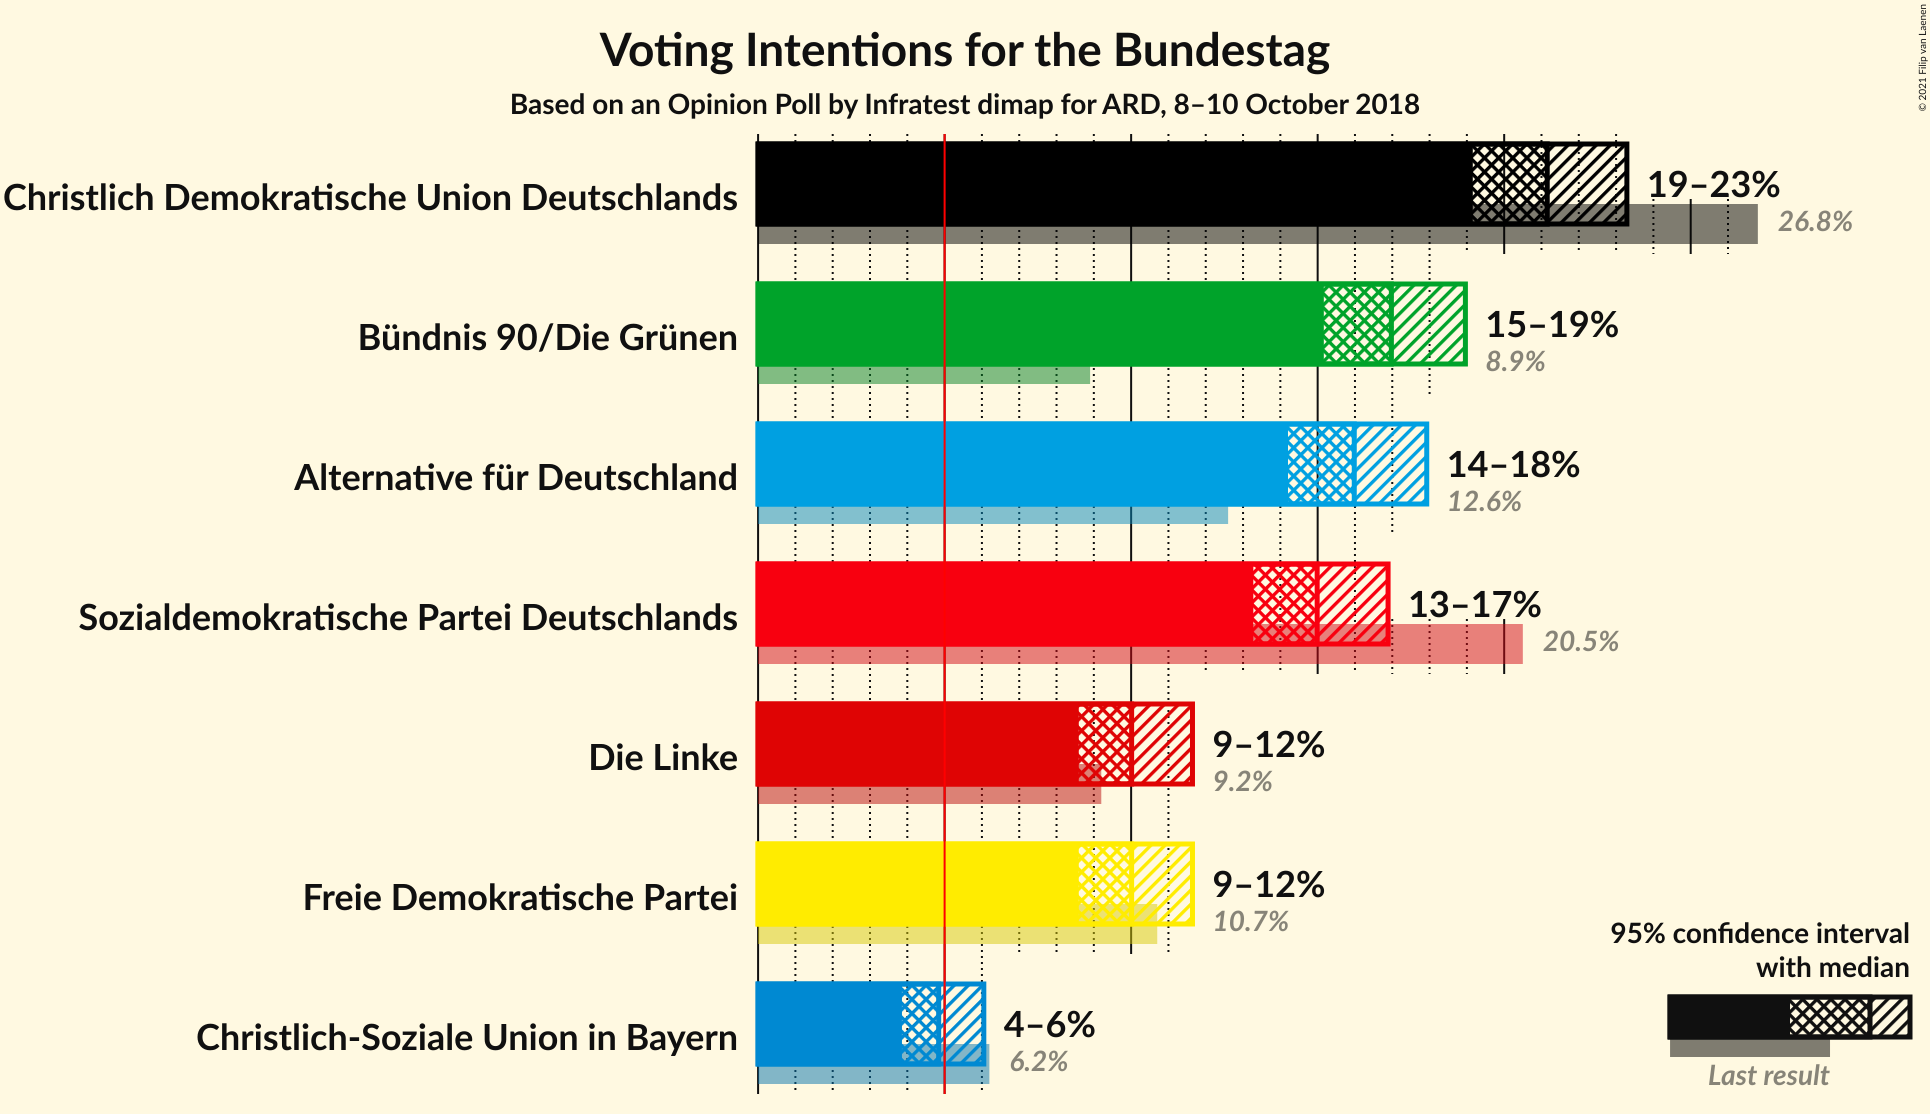 Voting Intentions for the Bundestag
Based on an Opinion Poll by Infratest dimap for ARD, 8–10 October 2018
© 2021 Filip van Laenen
Christlich Demokratische Union Deutschlands
19–23%
26.8%
Bündnis 90/Die Grünen
15–19%
8.9%
Alternative für Deutschland
14–18%
12.6%
Sozialdemokratische Partei Deutschlands
13–17%
20.5%
Die Linke
9–12%
9.2%
Freie Demokratische Partei
9–12%
10.7%
Christlich-Soziale Union in Bayern
4–6%
6.2%
95% confidence interval
with median
Last result